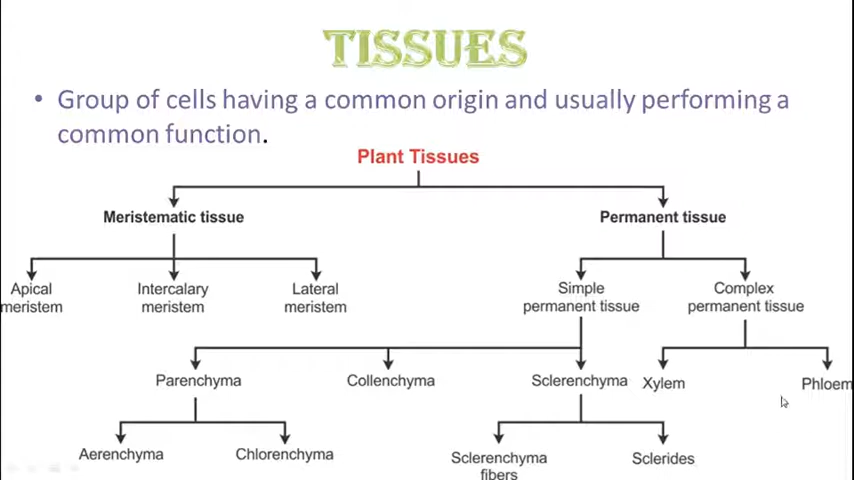 TISSUES
• Group of cells having a common origin and usually performing a
common function.
Plant Tissues
Meristematic tissue
Permanent tissue
Apical
meristem
Intercalary
meristem
Lateral
meristem
Simple
permanent tissue
Complex
permanent tissue
Parenchyma
Collenchyma
Sclerenchyma
Xylem
Phloem
Aerenchyma
Chlorenchyma
Sclerenchyma
fibers
Sclerides